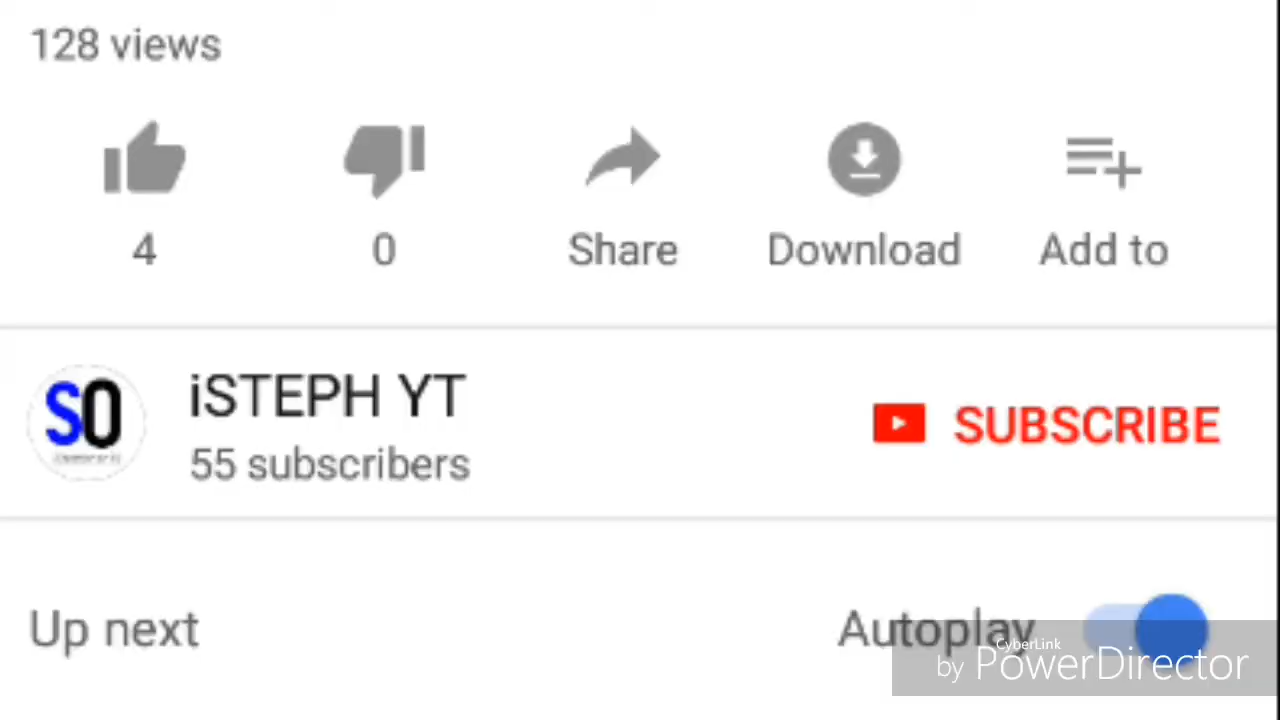 128 views
4 0 Share Download Add to
SO
iSTEPH YT
SUBSCRIBE
55 subscribers
Up next Autoplay
CyberLink
by PowerDirector